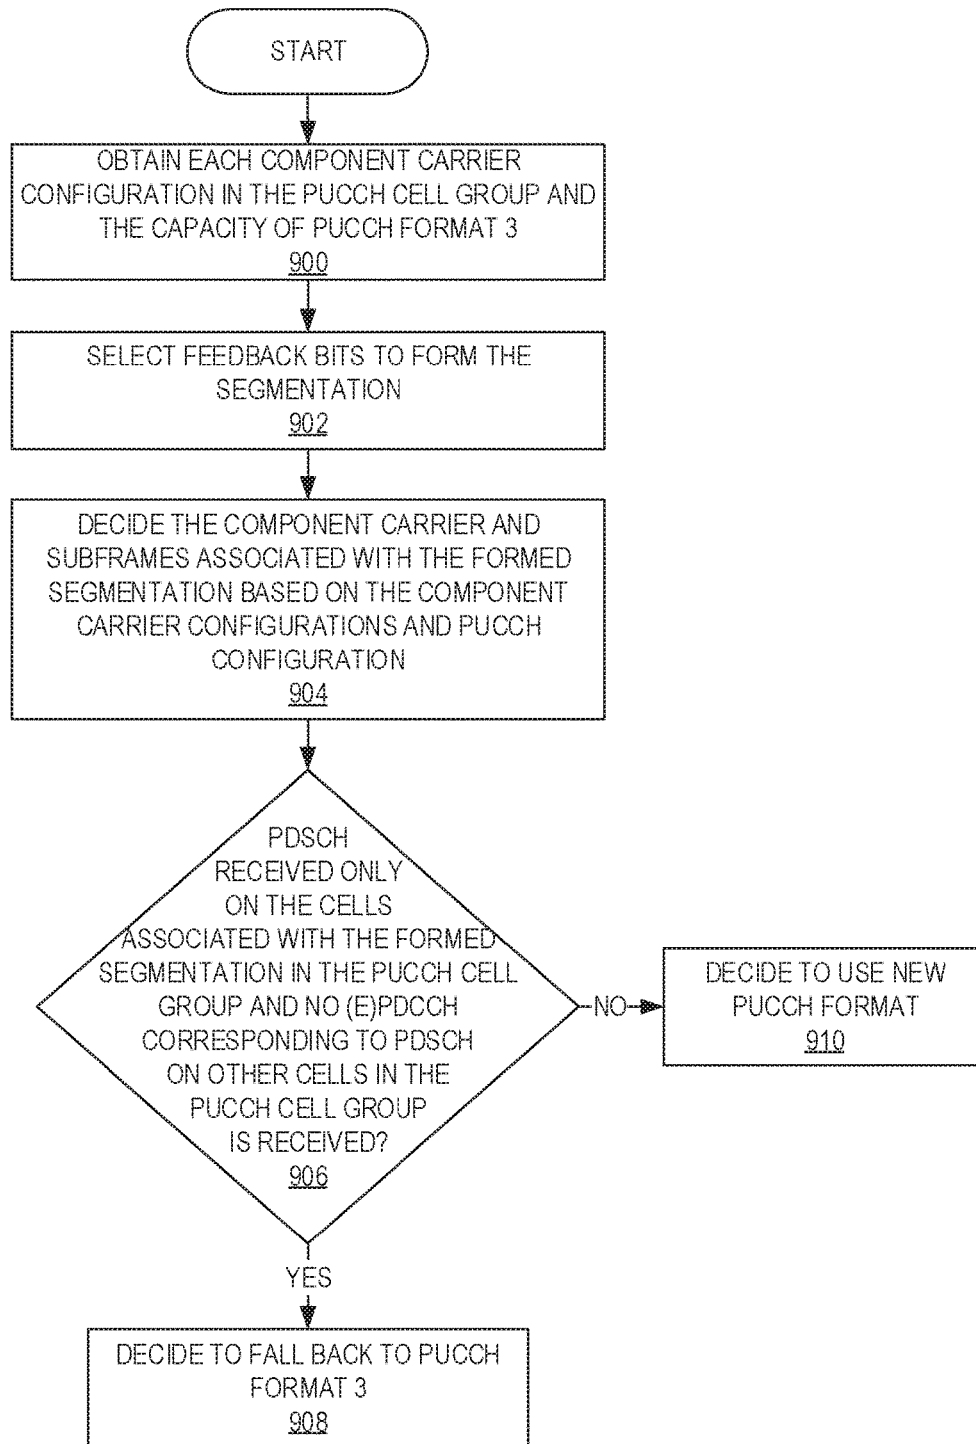 START
OBTAIN EACH COMPONENT CARRIER
CONFIGURATION IN THE PUCCH CELL GROUP AND
THE CAPACITY OF PUCCH FORMAT 3
900
SELECT FEEDBACK BITS TO FORM THE
SEGMENTATION
902
DECIDE THE COMPONENT CARRIER AND
SUBFRAMES ASSOCIATED WITH THE FORMED
SEGMENTATION BASED ON THE COMPONENT
CARRIER CONFIGURATIONS AND PUCCH
CONFIGURATION
904
PDSCH
RECEIVED ONLY
ON THE CELLS
ASSOCIATED WITH THE FORMED
SEGMENTATION IN THE PUCCH CELL
GROUP AND NO (E)PDCCH
CORRESPONDING TO PDSCH
ON OTHER CELLS IN THE
PUCCH CELL GROUP
IS RECEIVED?
906
NO
DECIDE TO USE NEW
PUCCH FORMAT
910
YES
DECIDE TO FALL BACK TO PUCCH
FORMAT 3
908